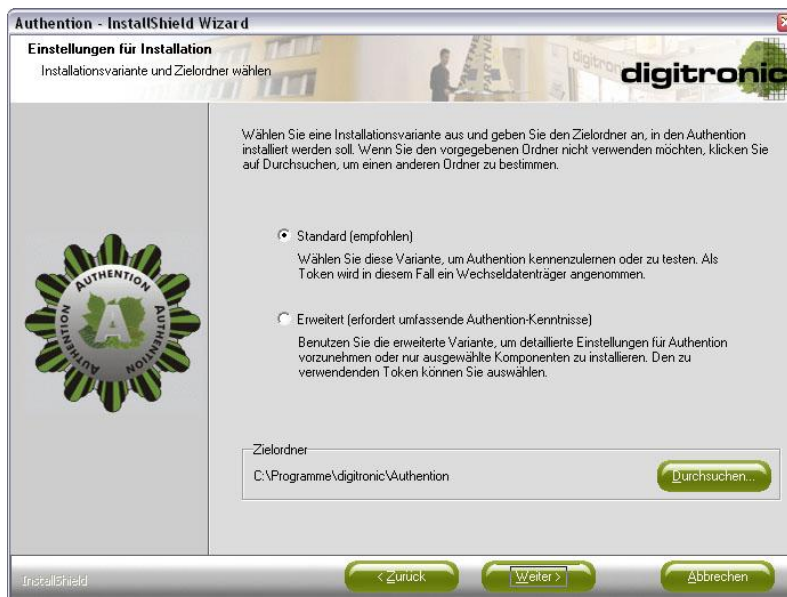 Authention - InstallShield Wizard
Einstellungen für Installation
Installationsvariante und Zielordner wählen
PARTNER
digitronic
digitronic
Wählen Sie eine Installationsvariante aus und geben Sie den Zielordner an, in den Authention
installiert werden soll. Wenn Sie den vorgegebenen Ordner nicht verwenden möchten, klicken Sie
auf Durchsuchen, um einen anderen Ordner zu bestimmen.
Standard (empfohlen)
Wählen Sie diese Variante, um Authention kennenzulernen oder zu testen. Als
Token wird in diesem Fall ein Wechseldatenträger angenommen.
AUTHENTION
AUTHENTION
AUTHENTION
AUTHENTION
A
Erweitert (erfordert umfassende Authention-Kenntnisse)
Benutzen Sie die erweiterte Variante, um detaillierte Einstellungen für Authention
vorzunehmen oder nur ausgewählte Komponenten zu installieren. Den zu
verwendenden Token können Sie auswählen.
Zielordner
C:\Programme\digitronic\Authention
Durchsuchen...
InstallShield
< Zurück
Weiter >
Abbrechen